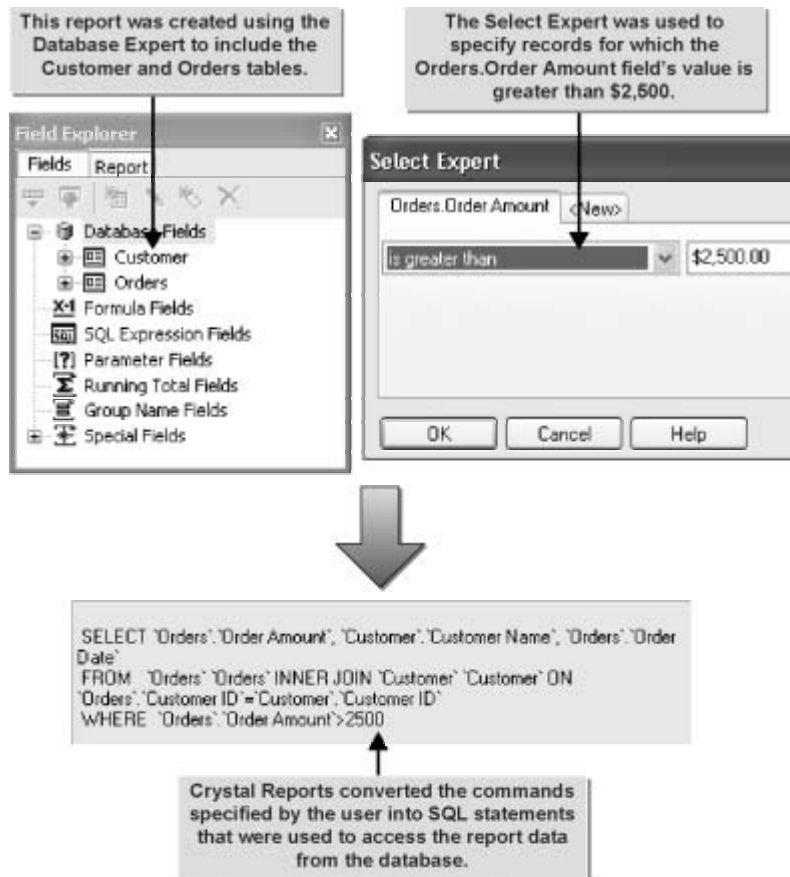 This report was created using the
Database Expert to include the
Customer and Orders tables.
The Select Expert was used to
specify records for which the
Orders.Order Amount field's value is
greater than $2,500.
Field Explorer
Fields Report
Database Fields
Customer
Orders
X-1 Formula Fields
SQL SQL Expression Fields
[?] Parameter Fields
Σ Running Total Fields
Group Name Fields
Special Fields
Select Expert
Orders.Order Amount <New>
is greater than $2,500.00
OK Cancel Help
SELECT `Orders`.`Order Amount`, `Customer`.`Customer Name`, `Orders`.`Order
Date`
FROM `Orders` `Orders` INNER JOIN `Customer` `Customer` ON
`Orders`.`Customer ID`=`Customer`.`Customer ID`
WHERE `Orders`.`Order Amount`>2500
Crystal Reports converted the commands
specified by the user into SQL statements
that were used to access the report data
from the database.